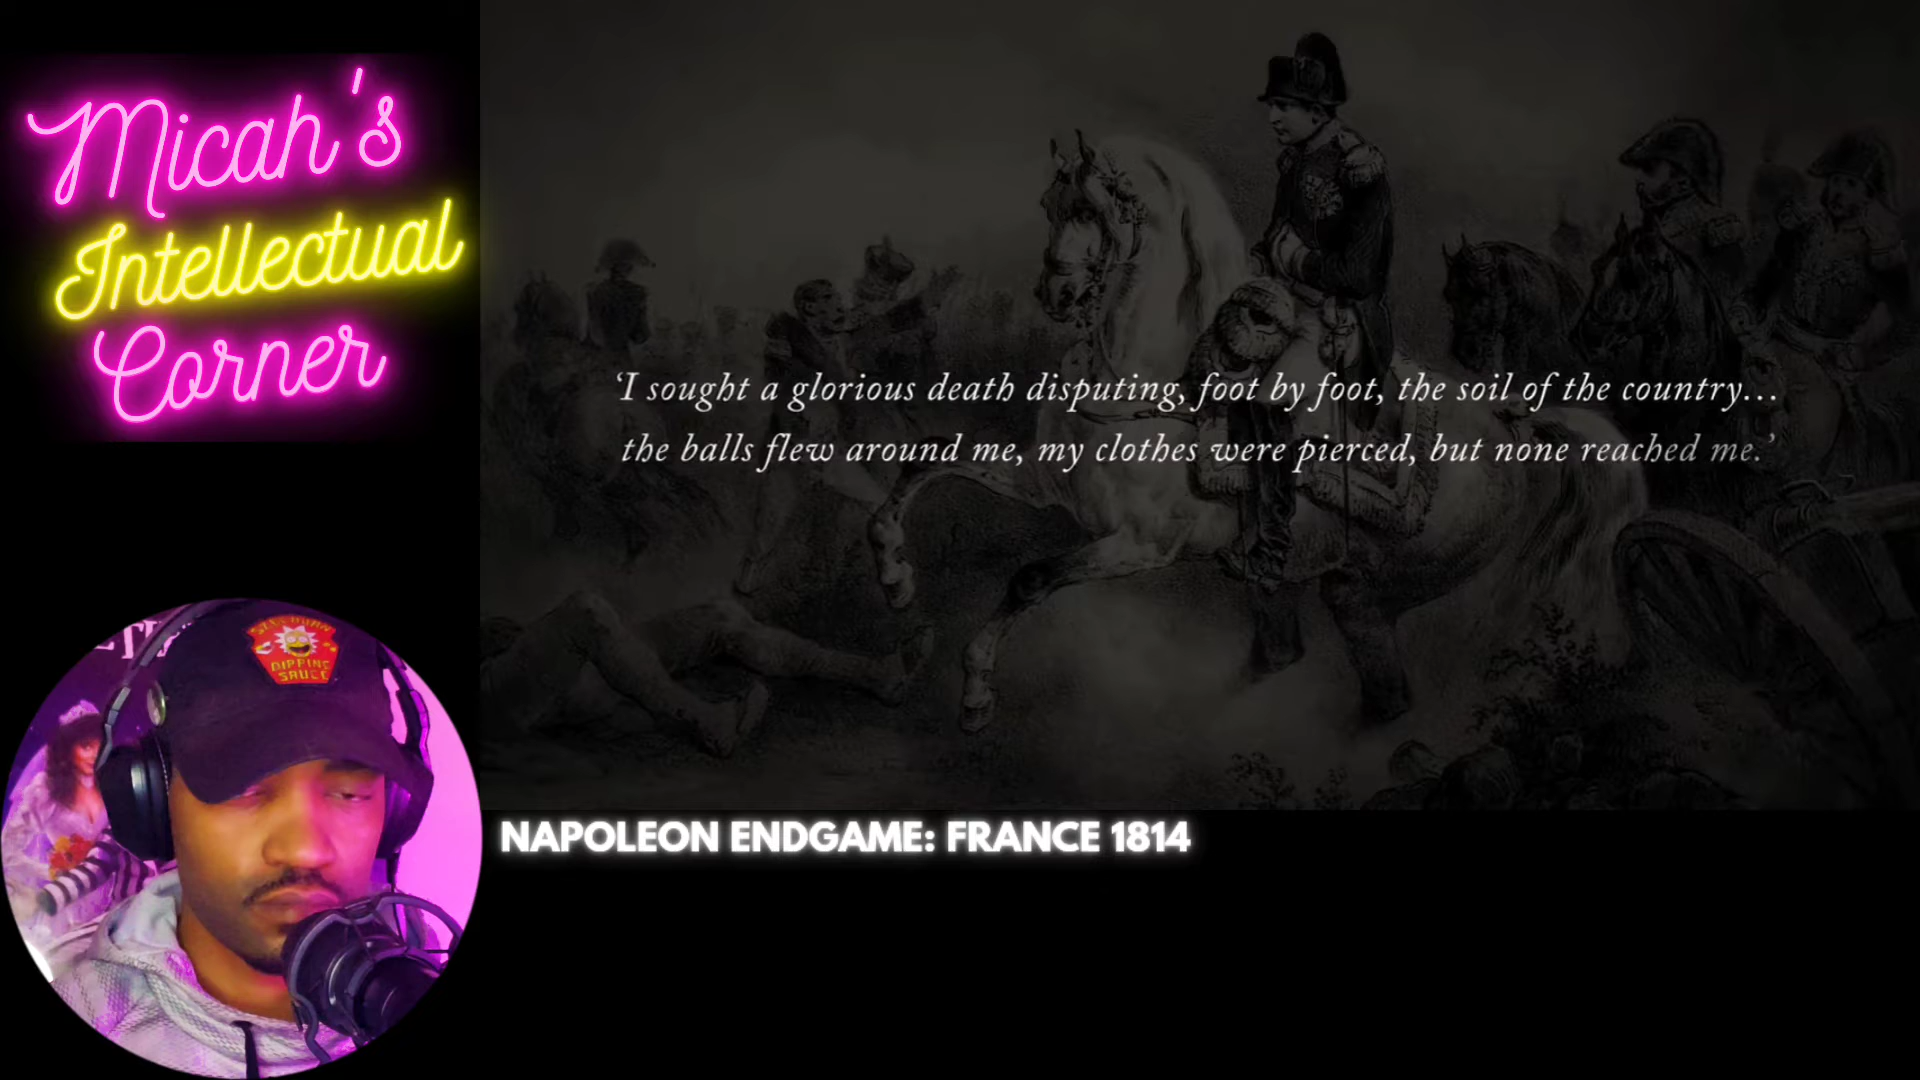 Micah's
Intellectual
Corner
‘I sought a glorious death disputing, foot by foot, the soil of the country...
the balls flew around me, my clothes were pierced, but none reached me.’
DIPPING
SAUCE
NAPOLEON ENDGAME: FRANCE 1814